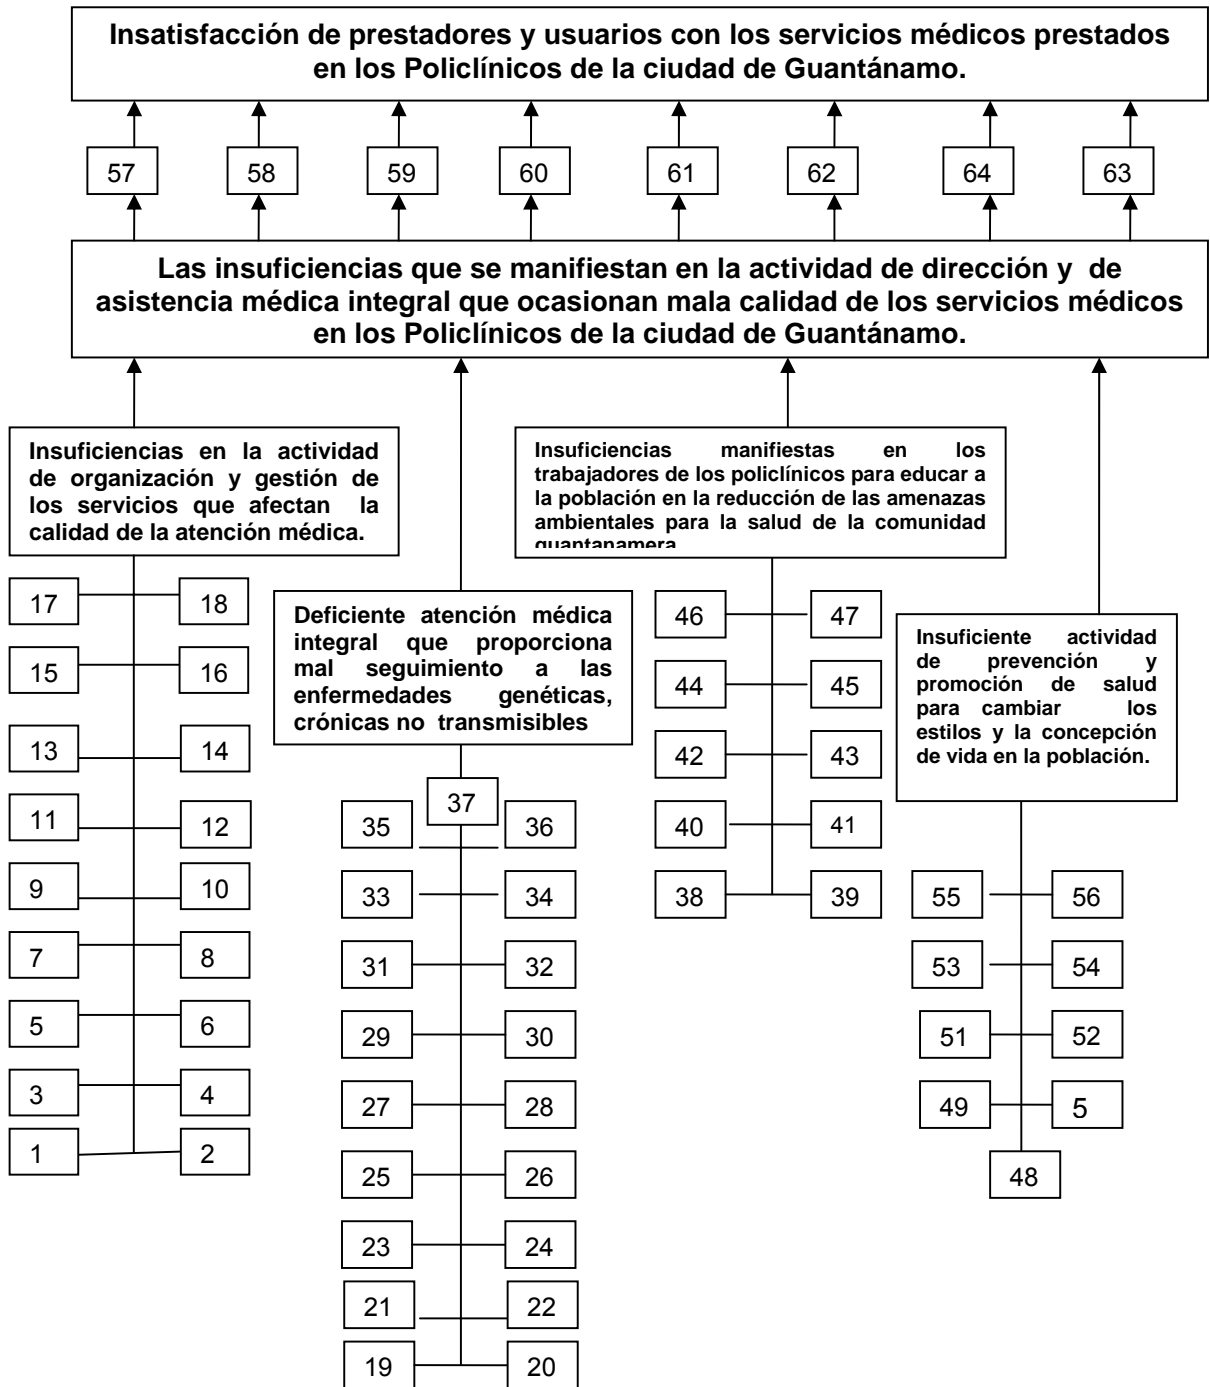 Insatisfacción de prestadores y usuarios con los servicios médicos prestados
en los Policlínicos de la ciudad de Guantánamo.
57 58 59 60 61 62 64 63
Las insuficiencias que se manifiestan en la actividad de dirección y de
asistencia médica integral que ocasionan mala calidad de los servicios médicos
en los Policlínicos de la ciudad de Guantánamo.
Insuficiencias en la actividad
de organización y gestión de
los servicios que afectan la
calidad de la atención médica.
17 18
15 16
13 14
11 12
9 10
7 8
5 6
3 4
1 2
Deficiente atención médica
integral que proporciona
mal seguimiento a las
enfermedades genéticas,
crónicas no transmisibles
37
35 36
33 34
31 32
29 30
27 28
25 26
23 24
21 22
19 20
Insuficiencias manifiestas en los
trabajadores de los policlínicos para educar a
la población en la reducción de las amenazas
ambientales para la salud de la comunidad
guantanamera
46 47
44 45
42 43
40 41
38 39
Insuficiente actividad
de prevención y
promoción de salud
para cambiar los
estilos y la concepción
de vida en la población.
55 56
53 54
51 52
49 5
48